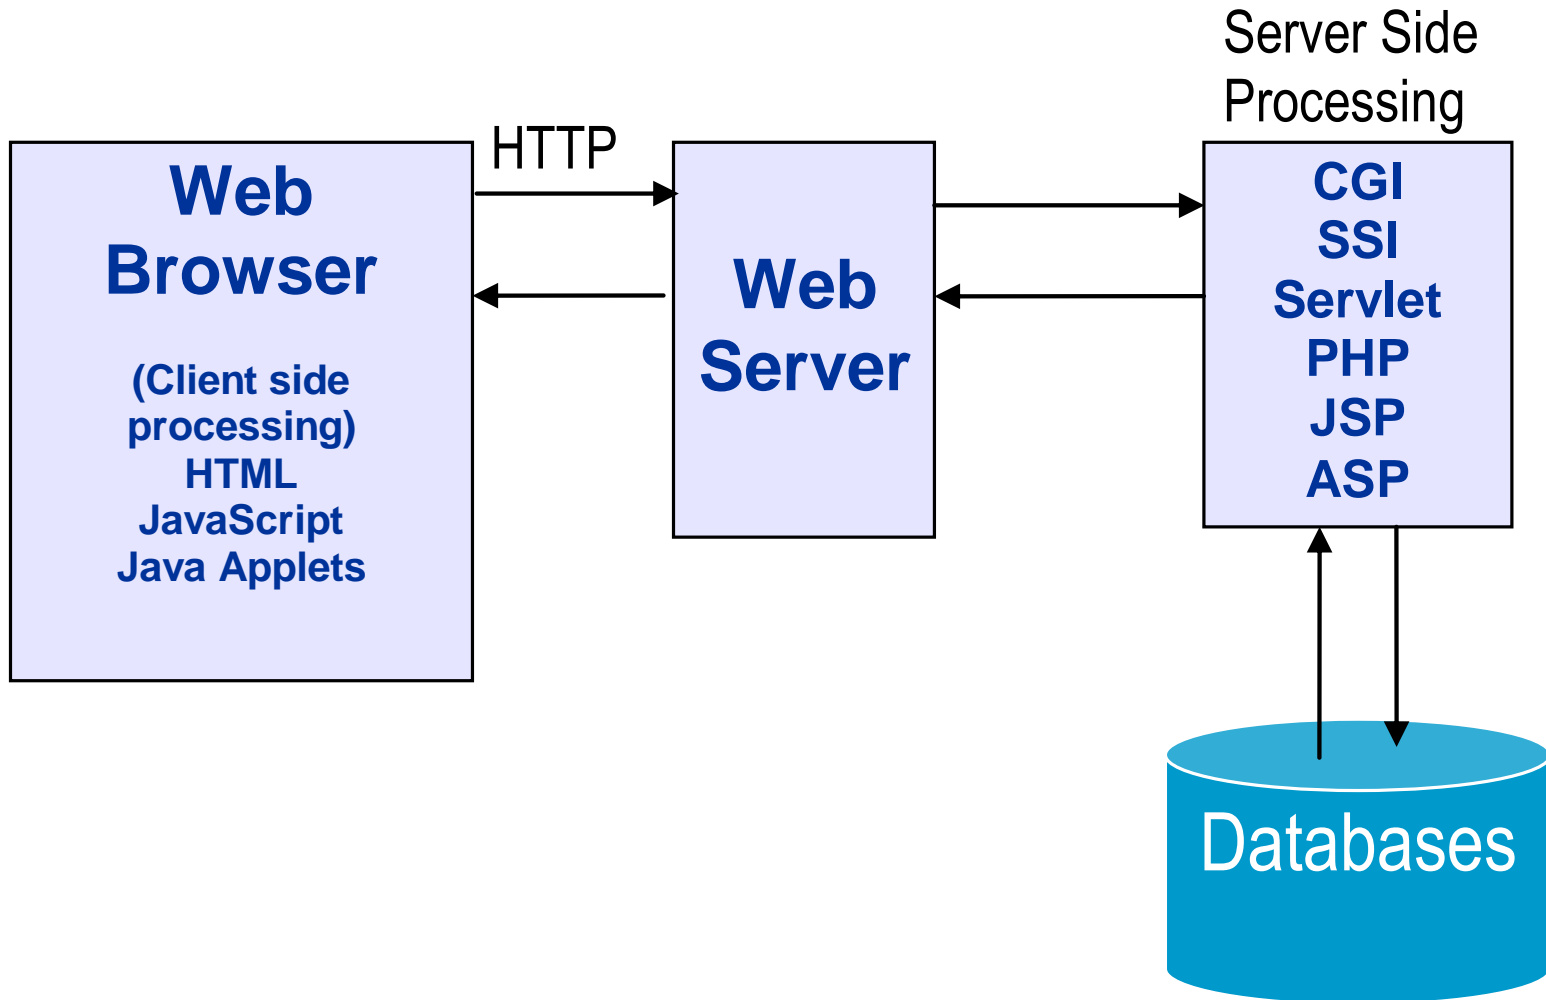 Server Side
Processing
HTTP
Web
Browser
(Client side
processing)
HTML
JavaScript
Java Applets
Web
Server
CGI
SSI
Servlet
PHP
JSP
ASP
Databases